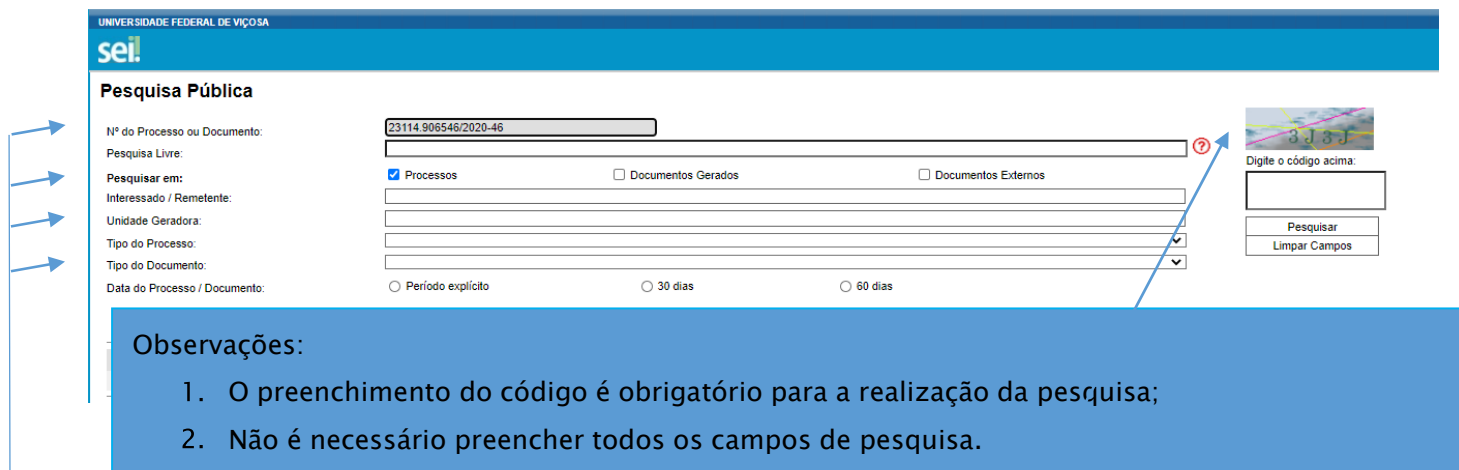 UNIVERSIDADE FEDERAL DE VIÇOSA
sei!
Pesquisa Pública
Nº do Processo ou Documento: 23114.906546/2020-46
Pesquisa Livre:
Pesquisar em: Processos Documentos Gerados Documentos Externos
Interessado / Remetente:
Unidade Geradora:
Tipo do Processo:
Tipo do Documento:
Data do Processo / Documento: Período explícito 30 dias 60 dias
3J3J
Digite o código acima:
Pesquisar
Limpar Campos
Observações:
1. O preenchimento do código é obrigatório para a realização da pesquisa;
2. Não é necessário preencher todos os campos de pesquisa.